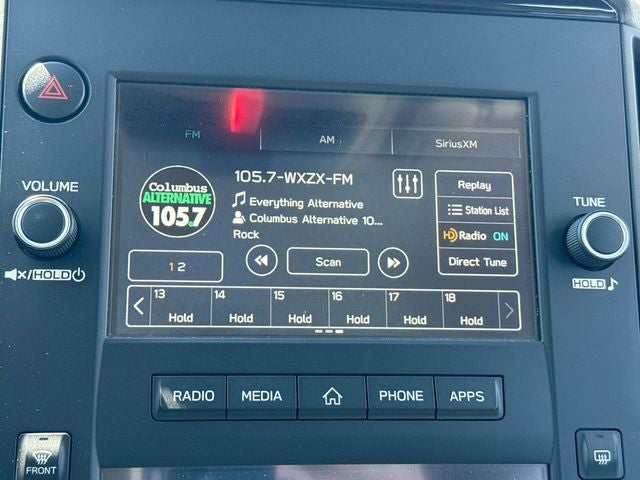 FM
AM
SiriusXM
VOLUME
HOLD
Columbus
ALTERNATIVE
105.7
105.7-WXZX-FM
Everything Alternative
Columbus Alternative 10...
Rock
Replay
Station List
HD Radio ON
Direct Tune
TUNE
HOLD
1 2
Scan
13 14 15 16 17 18
Hold Hold Hold Hold Hold Hold
RADIO MEDIA PHONE APPS
FRONT